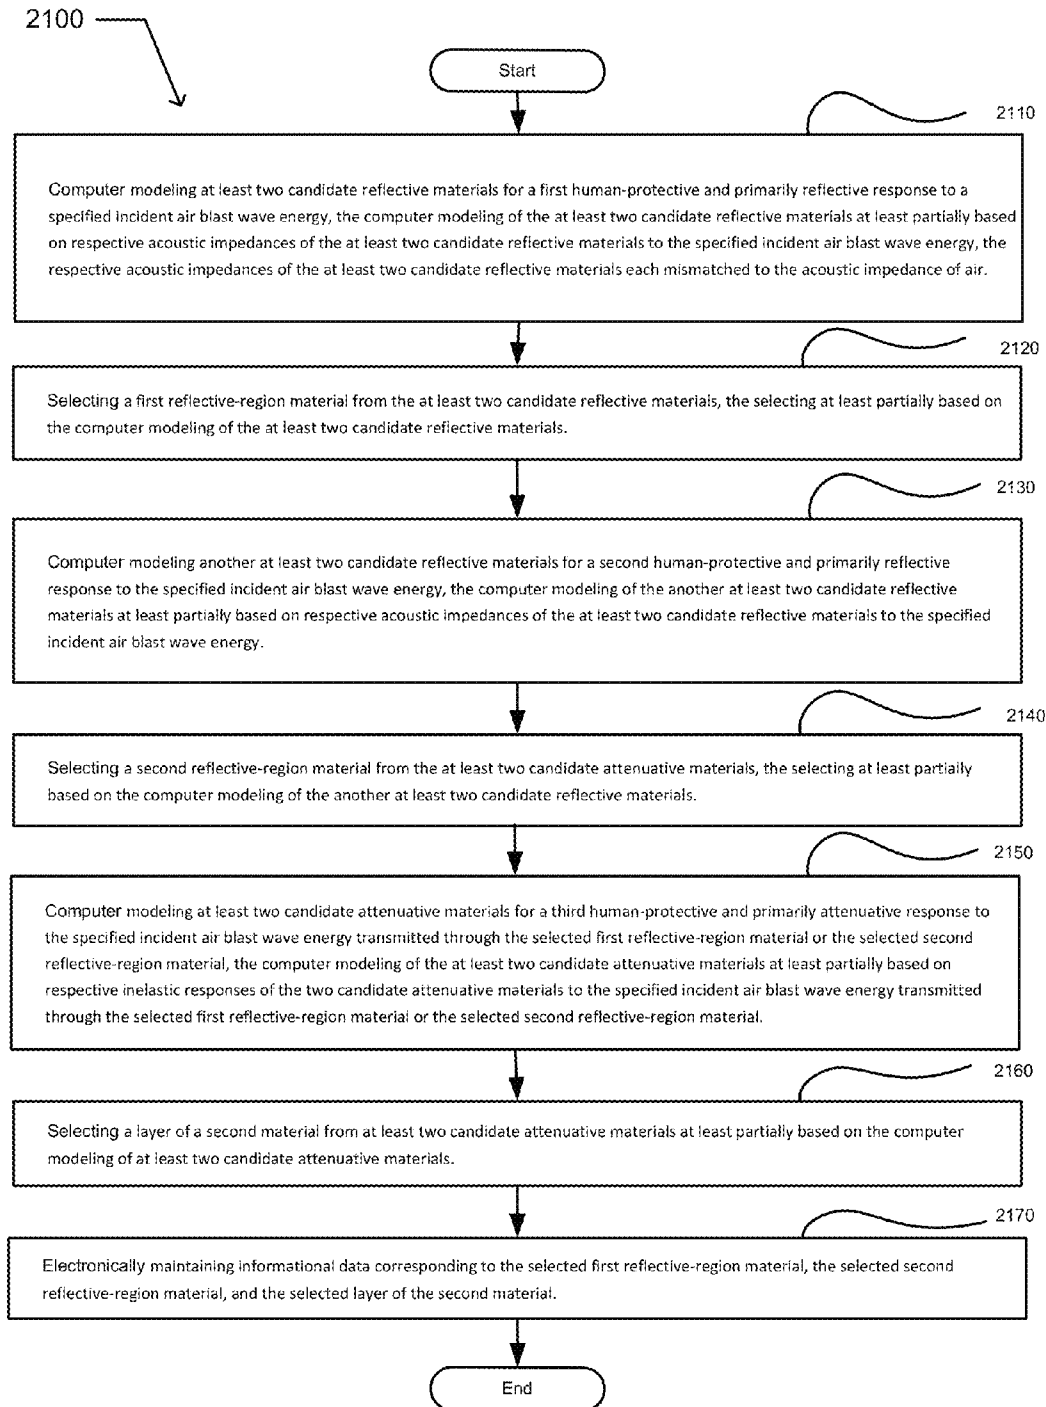 2100
Start
2110
Computer modeling at least two candidate reflective materials for a first human-protective and primarily reflective response to a
specified incident air blast wave energy, the computer modeling of the at least two candidate reflective materials at least partially based
on respective acoustic impedances of the at least two candidate reflective materials to the specified incident air blast wave energy, the
respective acoustic impedances of the at least two candidate reflective materials each mismatched to the acoustic impedance of air.
2120
Selecting a first reflective-region material from the at least two candidate reflective materials, the selecting at least partially based on
the computer modeling of the at least two candidate reflective materials.
2130
Computer modeling another at least two candidate reflective materials for a second human-protective and primarily reflective
response to the specified incident air blast wave energy, the computer modeling of the another at least two candidate reflective
materials at least partially based on respective acoustic impedances of the at least two candidate reflective materials to the specified
incident air blast wave energy.
2140
Selecting a second reflective-region material from the at least two candidate attenuative materials, the selecting at least partially
based on the computer modeling of the another at least two candidate reflective materials.
2150
Computer modeling at least two candidate attenuative materials for a third human-protective and primarily attenuative response to
the specified incident air blast wave energy transmitted through the selected first reflective-region material or the selected second
reflective-region material, the computer modeling of the at least two candidate attenuative materials at least partially based on
respective inelastic responses of the two candidate attenuative materials to the specified incident air blast wave energy transmitted
through the selected first reflective-region material or the selected second reflective-region material.
2160
Selecting a layer of a second material from at least two candidate attenuative materials at least partially based on the computer
modeling of at least two candidate attenuative materials.
2170
Electronically maintaining informational data corresponding to the selected first reflective-region material, the selected second
reflective-region material, and the selected layer of the second material.
End